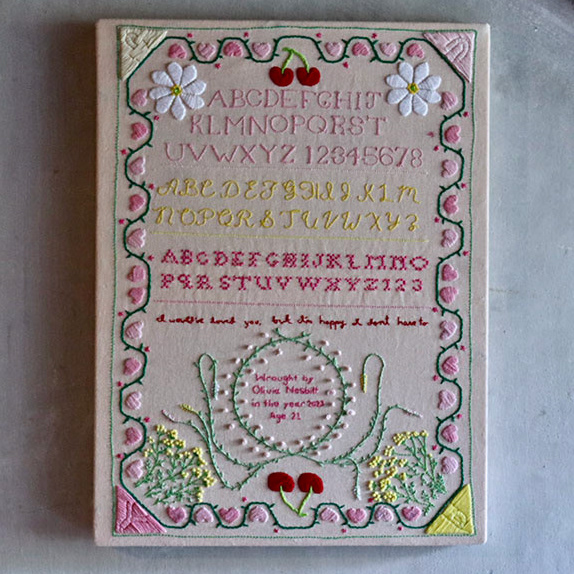 ABCDEFGHIJ
KLMNOPQRST
UVWXYZ 12345678
ABCDEFGHIJKLM
NOPQRSTUVWXYZ
ABCDEFGHIJKLMNO
PQRSTUVWXYZ123
I would've loved you, but I'm happy I don't have to
Wrought by
Olivia Nesbitt
in the year 2022
Age 21